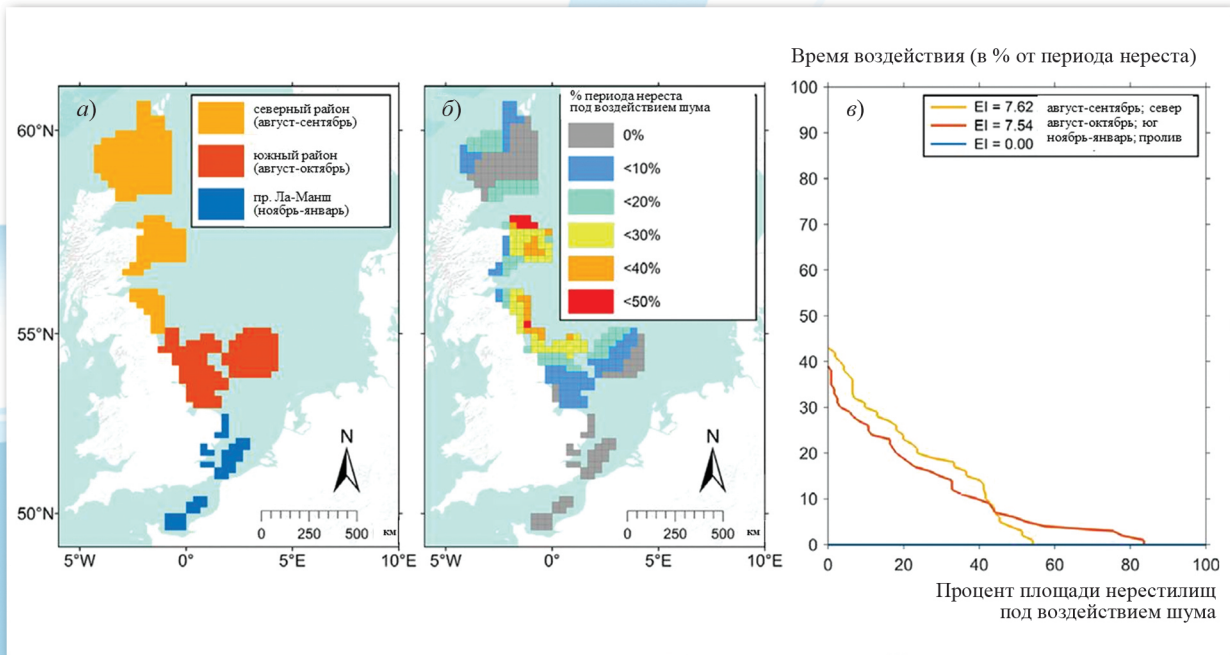 Время воздействия (в % от периода нереста)
а)
северный район
(август-сентябрь)
южный район
(август-октябрь)
пр. Ла-Манш
(ноябрь-январь)
60°N
55°N
50°N
N
0 250 500 км
5°W 0° 5°E 10°E
б)
% периода нереста
под воздействием шума
0%
<10%
<20%
<30%
<40%
<50%
N
0 250 500 км
5°W 0° 5°E 10°E
в)
EI = 7.62 август-сентябрь; север
EI = 7.54 август-октябрь; юг
EI = 0.00 ноябрь-январь; пролив
100
90
80
70
60
50
40
30
20
10
0
0 20 40 60 80 100
Процент площади нерестилищ
под воздействием шума